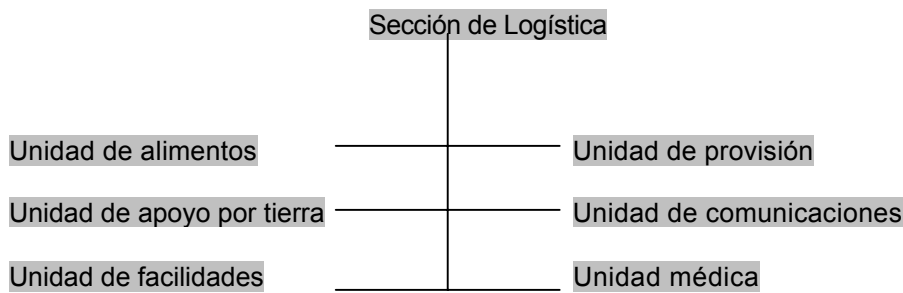 Sección de Logística
Unidad de alimentos
Unidad de provisión
Unidad de apoyo por tierra
Unidad de comunicaciones
Unidad de facilidades
Unidad médica